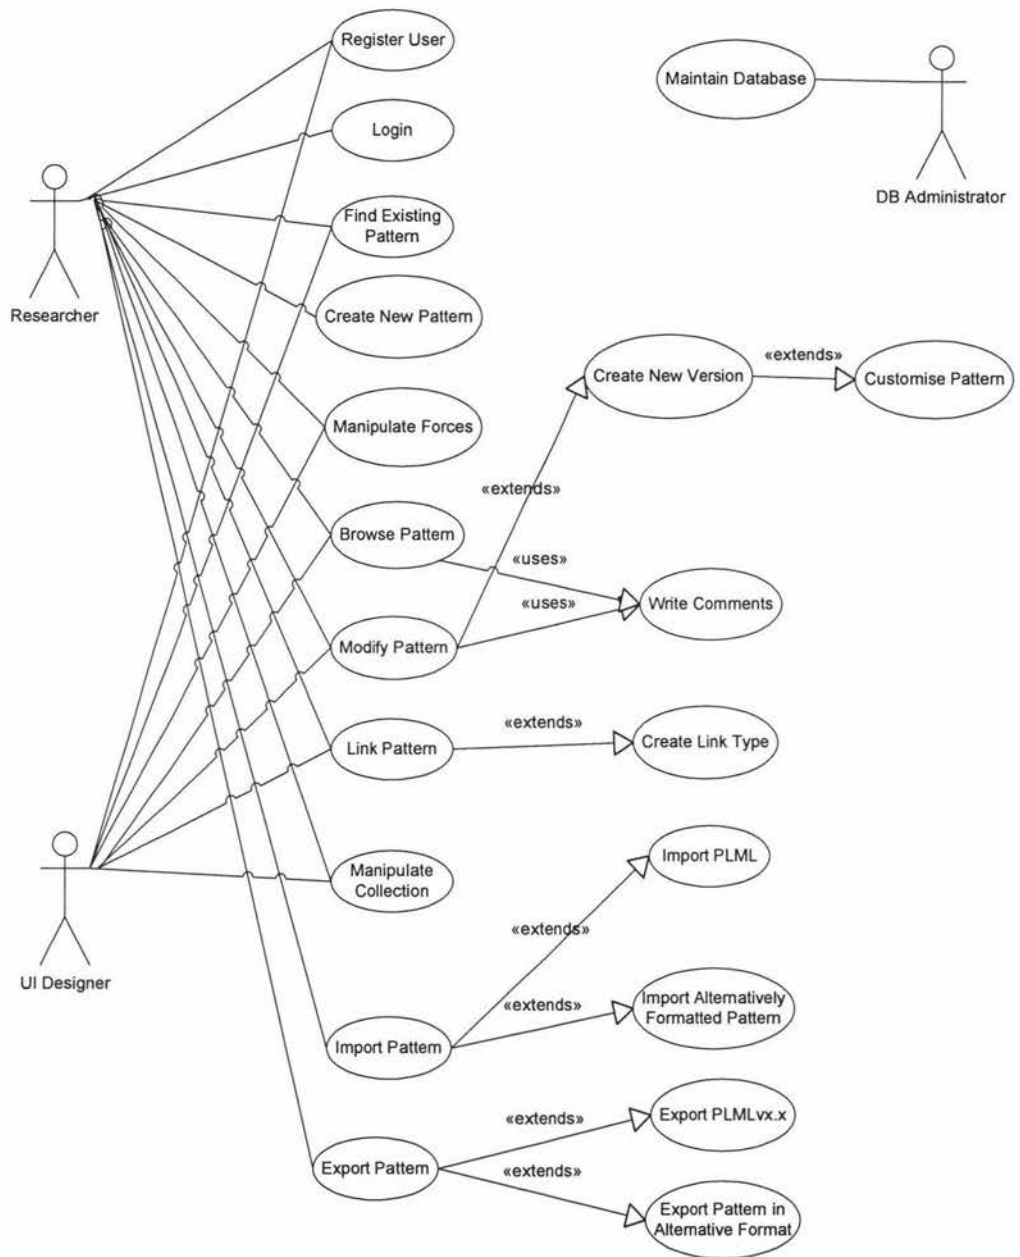 Register User
Maintain Database
Login
DB Administrator
Find Existing
Pattern
Researcher
Create New Pattern
«extends»
Create New Version
Customise Pattern
Manipulate Forces
«extends»
Browse Pattern
«uses»
«uses»
Write Comments
Modify Pattern
«extends»
Link Pattern
Create Link Type
Import PLML
Manipulate
Collection
«extends»
UI Designer
Import Alternatively
Formatted Pattern
«extends»
Import Pattern
«extends»
Export PLMLvx.x
Export Pattern
«extends»
Export Pattern in
Alternative Format